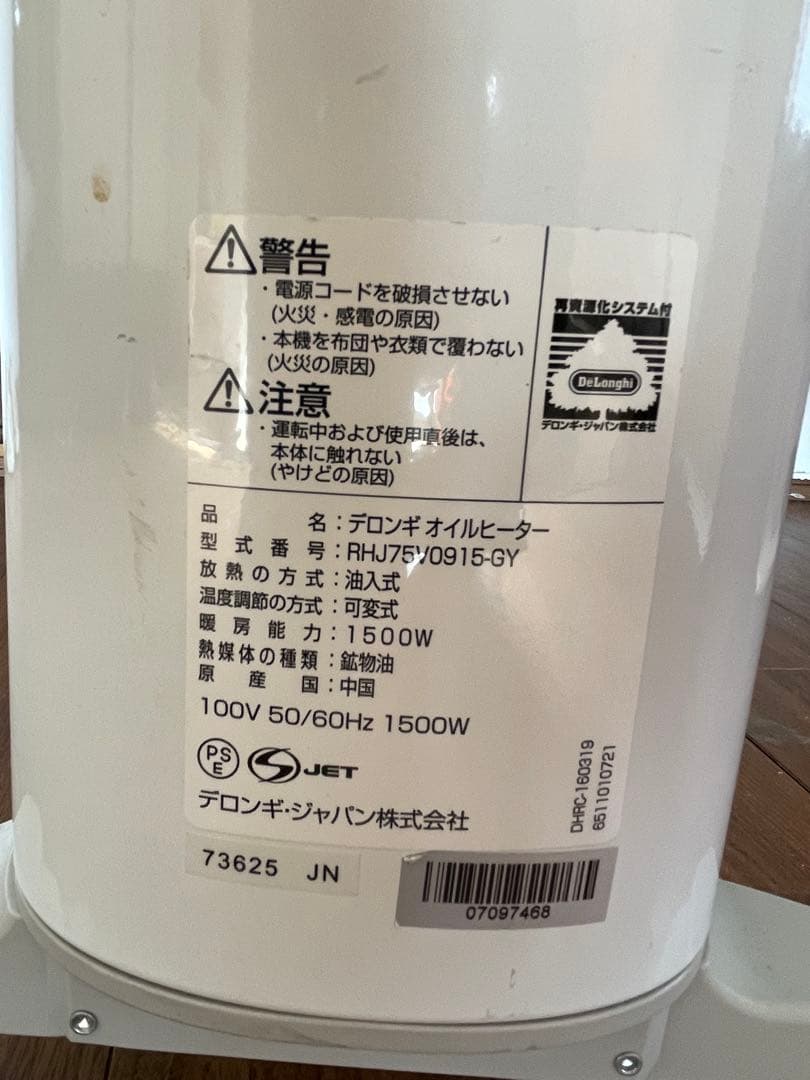 警告
・電源コードを破損させない
(火災・感電の原因)
・本機を布団や衣類で覆わない
(火災の原因)
注意
・運転中および使用直後は、
本体に触れない
(やけどの原因)
再資源化システム付
DeLonghi
デロンギ・ジャパン株式会社
品名：デロンギ オイルヒーター
型式番号：RHJ75V0915-GY
放熱の方式：油入式
温度調節の方式：可変式
暖房能力：1500W
熱媒体の種類：鉱物油
原産国：中国
100V 50/60Hz 1500W
PSE JET
デロンギ・ジャパン株式会社
DHRC-160319
6511010721
73625 JN
07097468